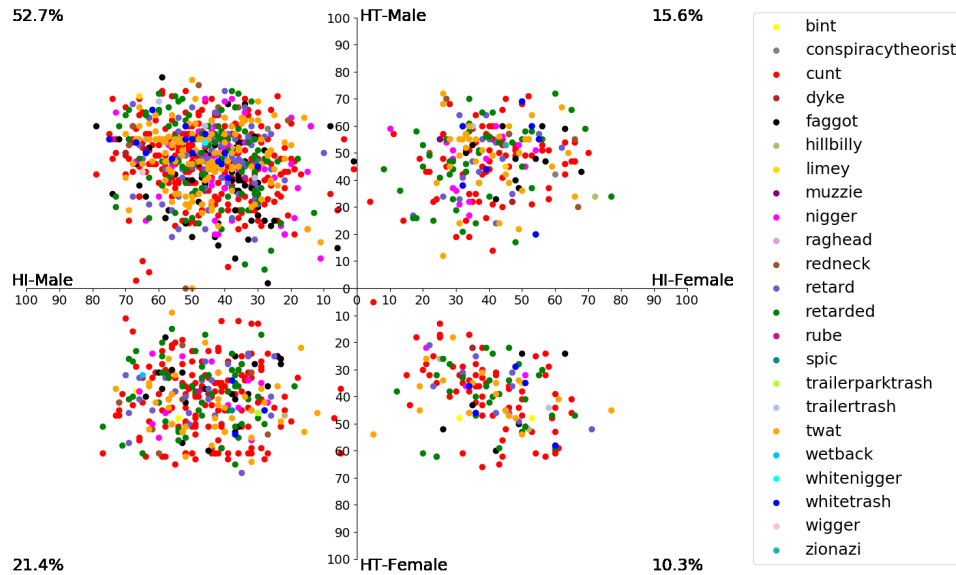 52.7%
HT-Male
15.6%
100
90
80
70
60
50
40
30
20
10
HI-Male
0
HI-Female
100 90 80 70 60 50 40 30 20 10 0 10 20 30 40 50 60 70 80 90 100
10
20
30
40
50
60
70
80
90
100
21.4%
HT-Female
10.3%
bint
conspiracytheorist
cunt
dyke
faggot
hillbilly
limey
muzzie
nigger
raghead
redneck
retard
retarded
rube
spic
trailerparktrash
trailertrash
twat
wetback
whitenigger
whitetrash
wigger
zionazi